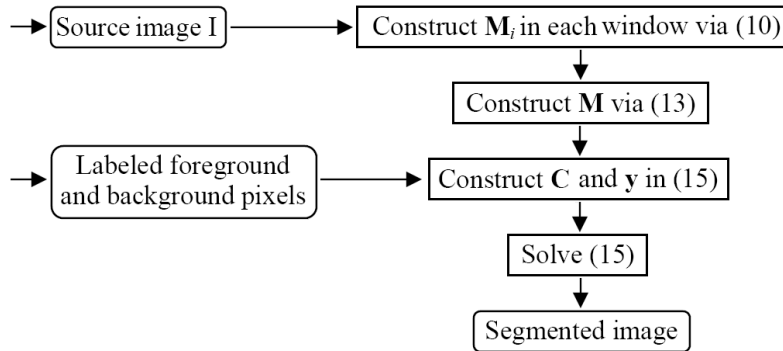 Source image I
Construct M_i in each window via (10)
Construct M via (13)
Labeled foreground
and background pixels
Construct C and y in (15)
Solve (15)
Segmented image